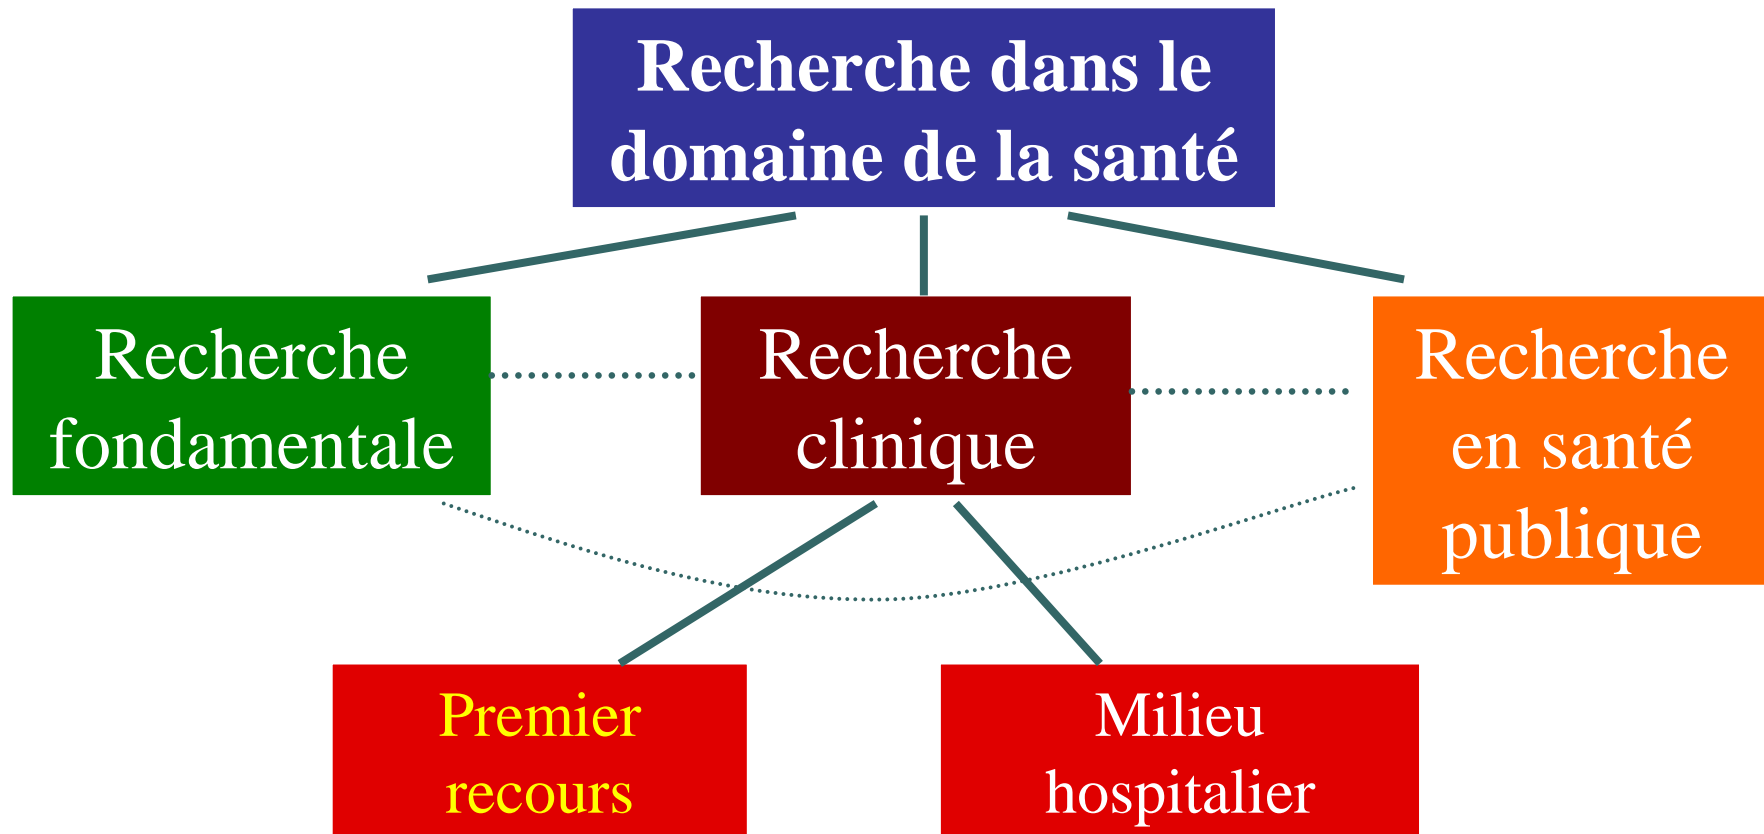 Recherche dans le
domaine de la santé
Recherche
fondamentale
Recherche
clinique
Recherche
en santé
publique
Premier
recours
Milieu
hospitalier